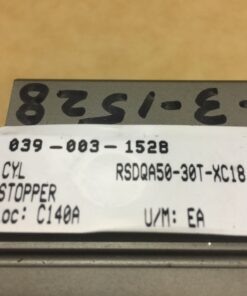 3-1528
039-003-1528
CYL RSDQA50-30T-XC18
STOPPER
oc: C140A U/M: EA